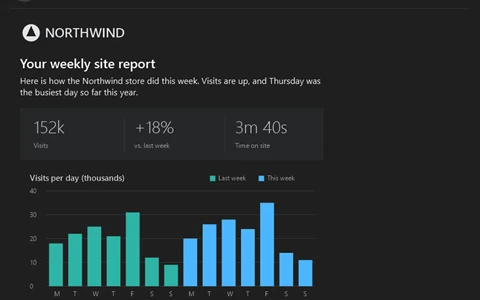 NORTHWIND
Your weekly site report
Here is how the Northwind store did this week. Visits are up, and Thursday was
the busiest day so far this year.
152k +18% 3m 40s
Visits vs. last week Time on site
Visits per day (thousands) Last week This week
40
30
20
10
0
M T W T F S S M T W T F S S